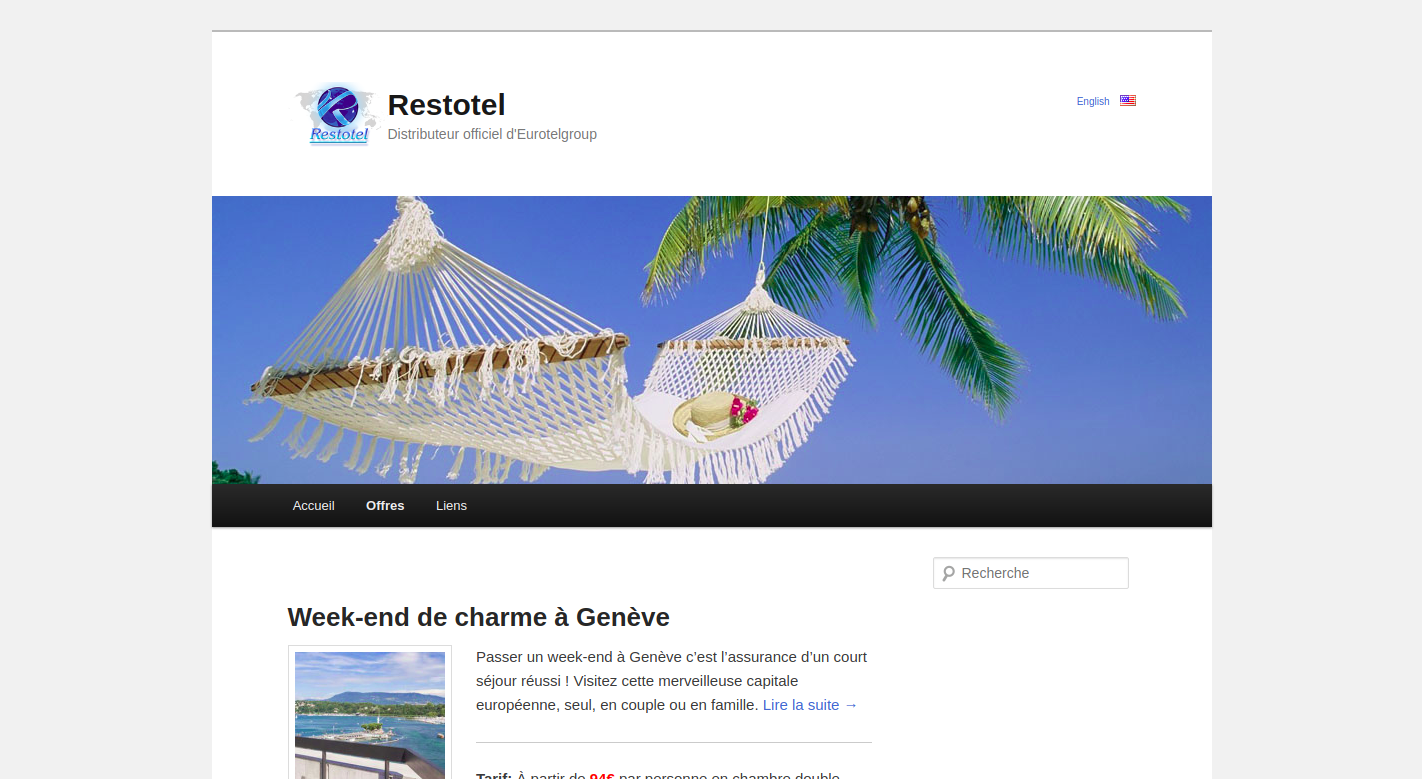 Restotel
Restotel
Distributeur officiel d'Eurotelgroup
English
Accueil
Offres
Liens
Recherche
Week-end de charme à Genève
Passer un week-end à Genève c’est l’assurance d’un court
séjour réussi ! Visitez cette merveilleuse capitale
européenne, seul, en couple ou en famille. Lire la suite →
Tarif: À partir de 94€ par personne en chambre double